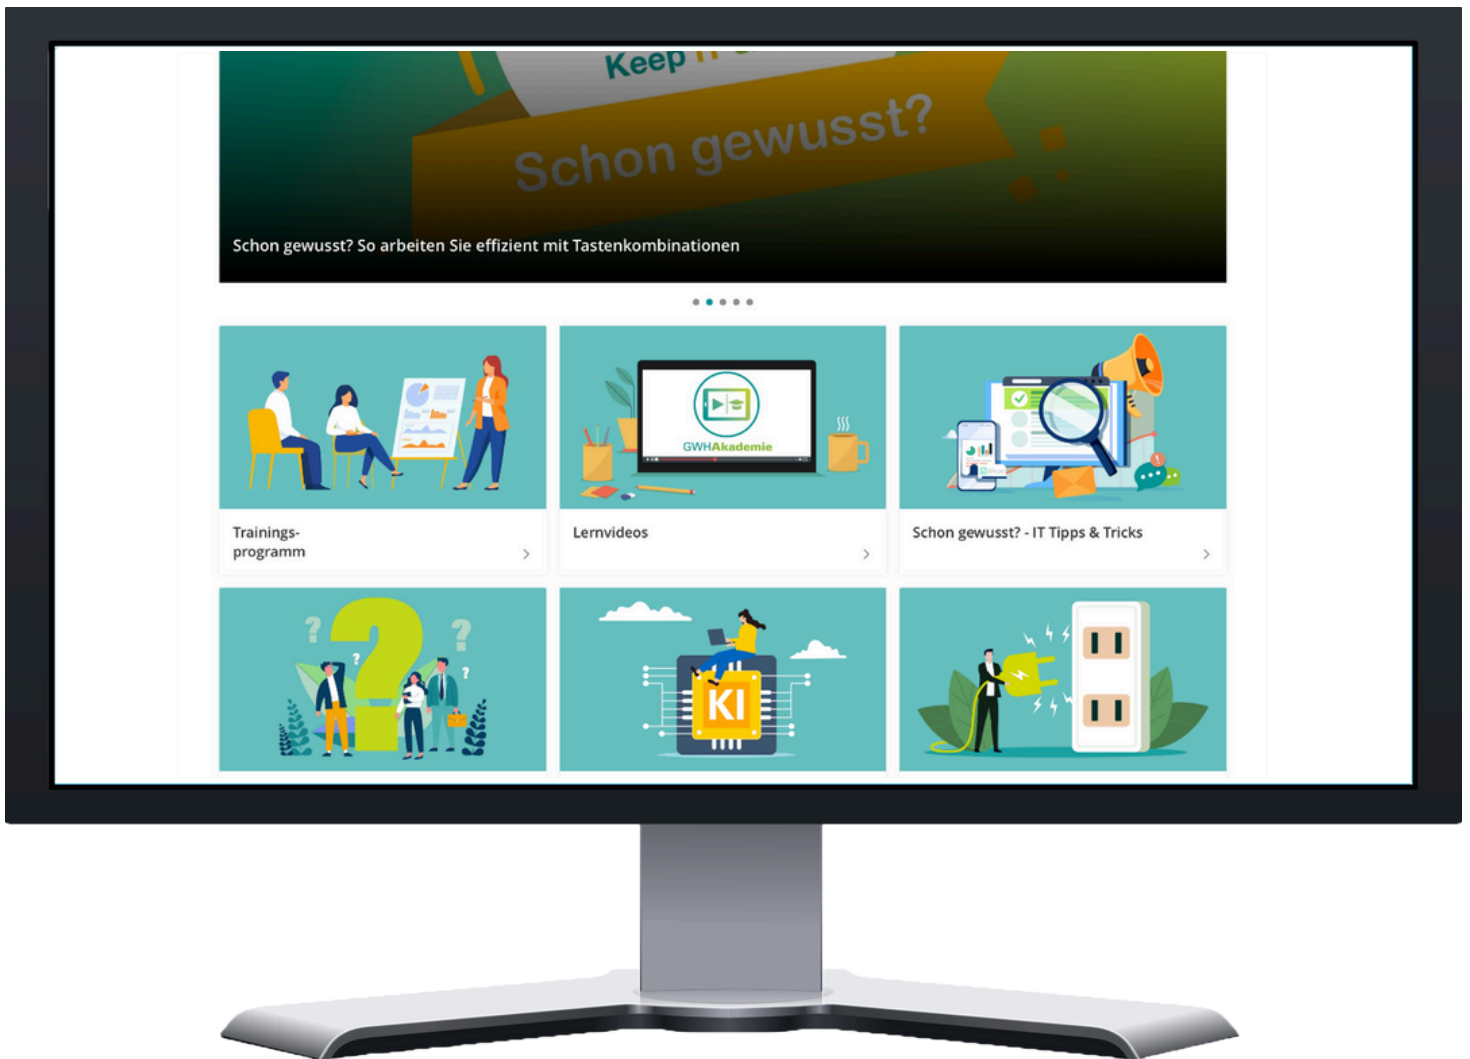 Keep
Schon gewusst?
Schon gewusst? So arbeiten Sie effizient mit Tastenkombinationen
GWHAkademie
Trainings-
programm
Lernvideos
Schon gewusst? - IT Tipps & Tricks
?
?
?
?
?
?
KI